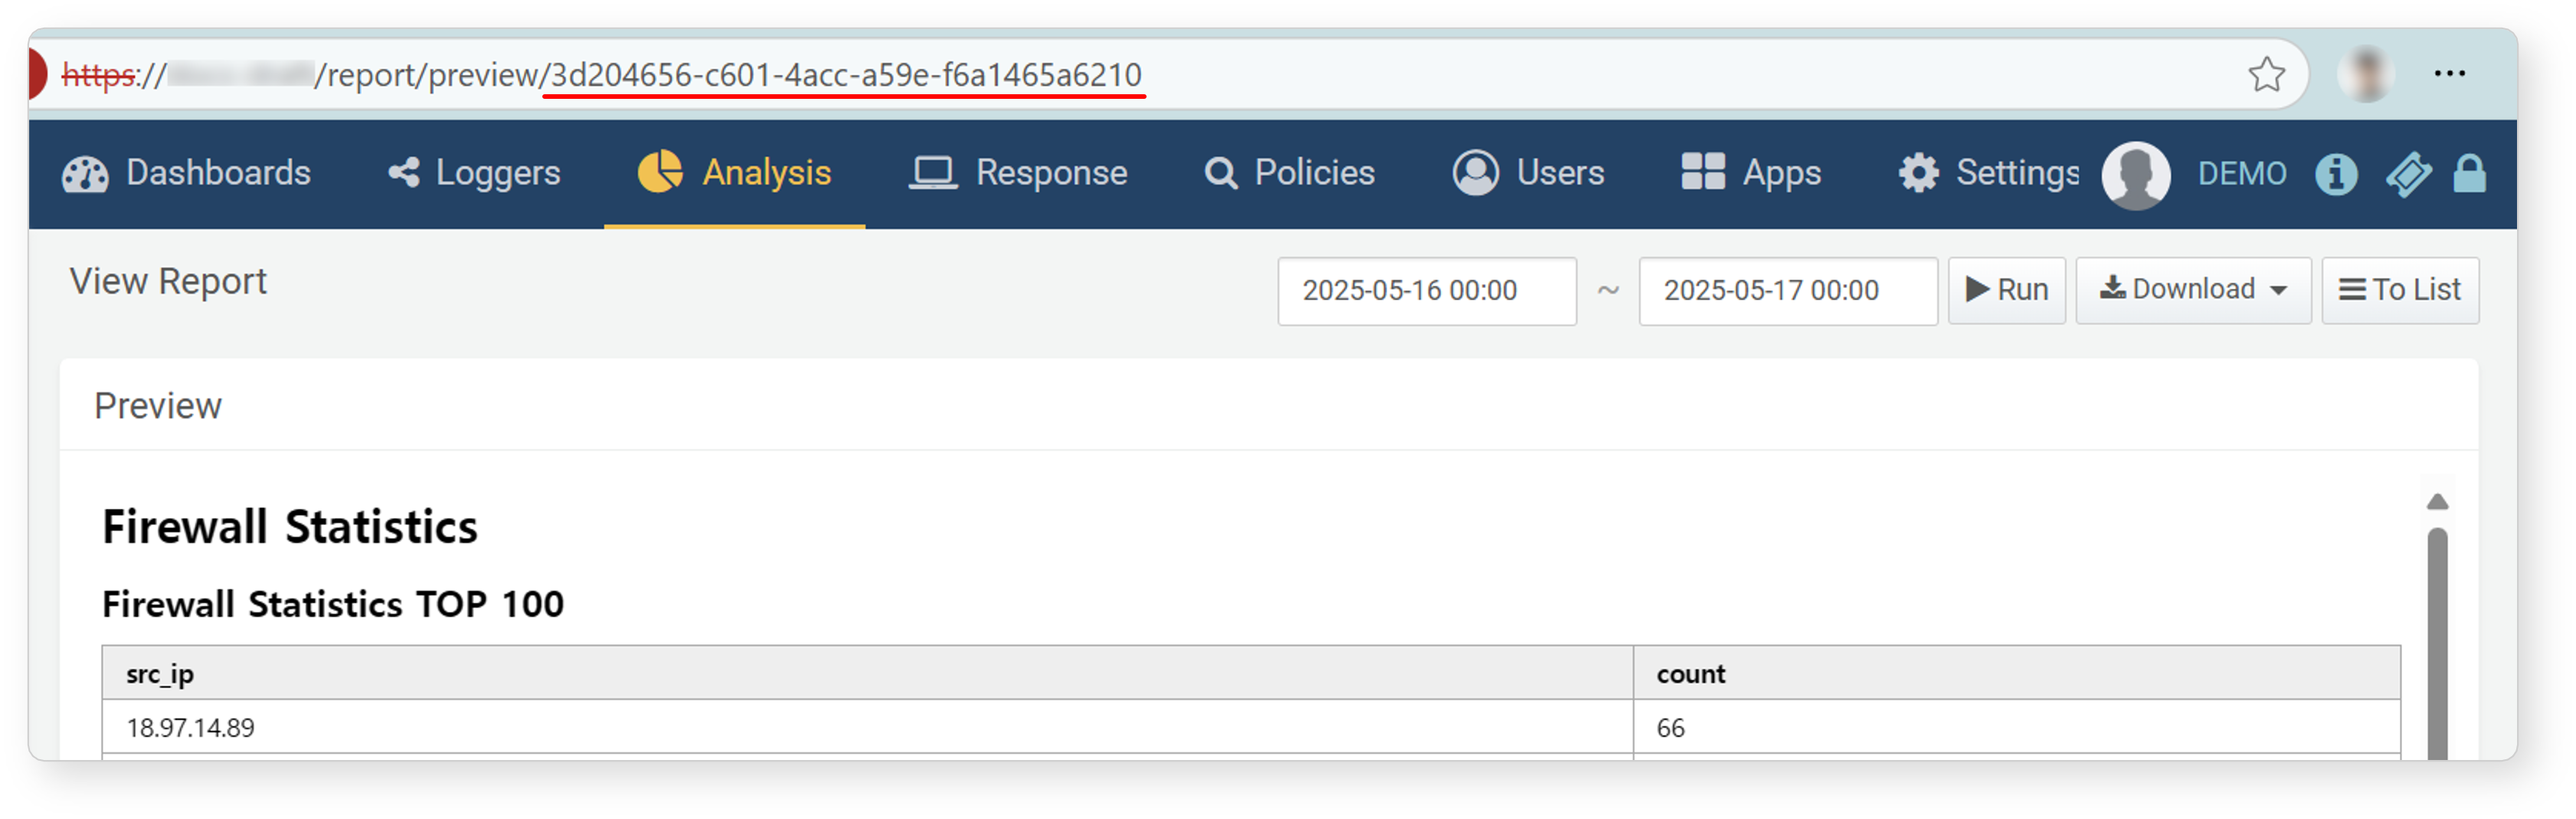 https:// /report/preview/3d204656-c601-4acc-a59e-f6a1465a6210
Dashboards Loggers Analysis Response Policies Users Apps Settings DEMO
View Report 2025-05-16 00:00 ~ 2025-05-17 00:00 Run Download To List
Preview
Firewall Statistics
Firewall Statistics TOP 100
src_ip count
18.97.14.89 66